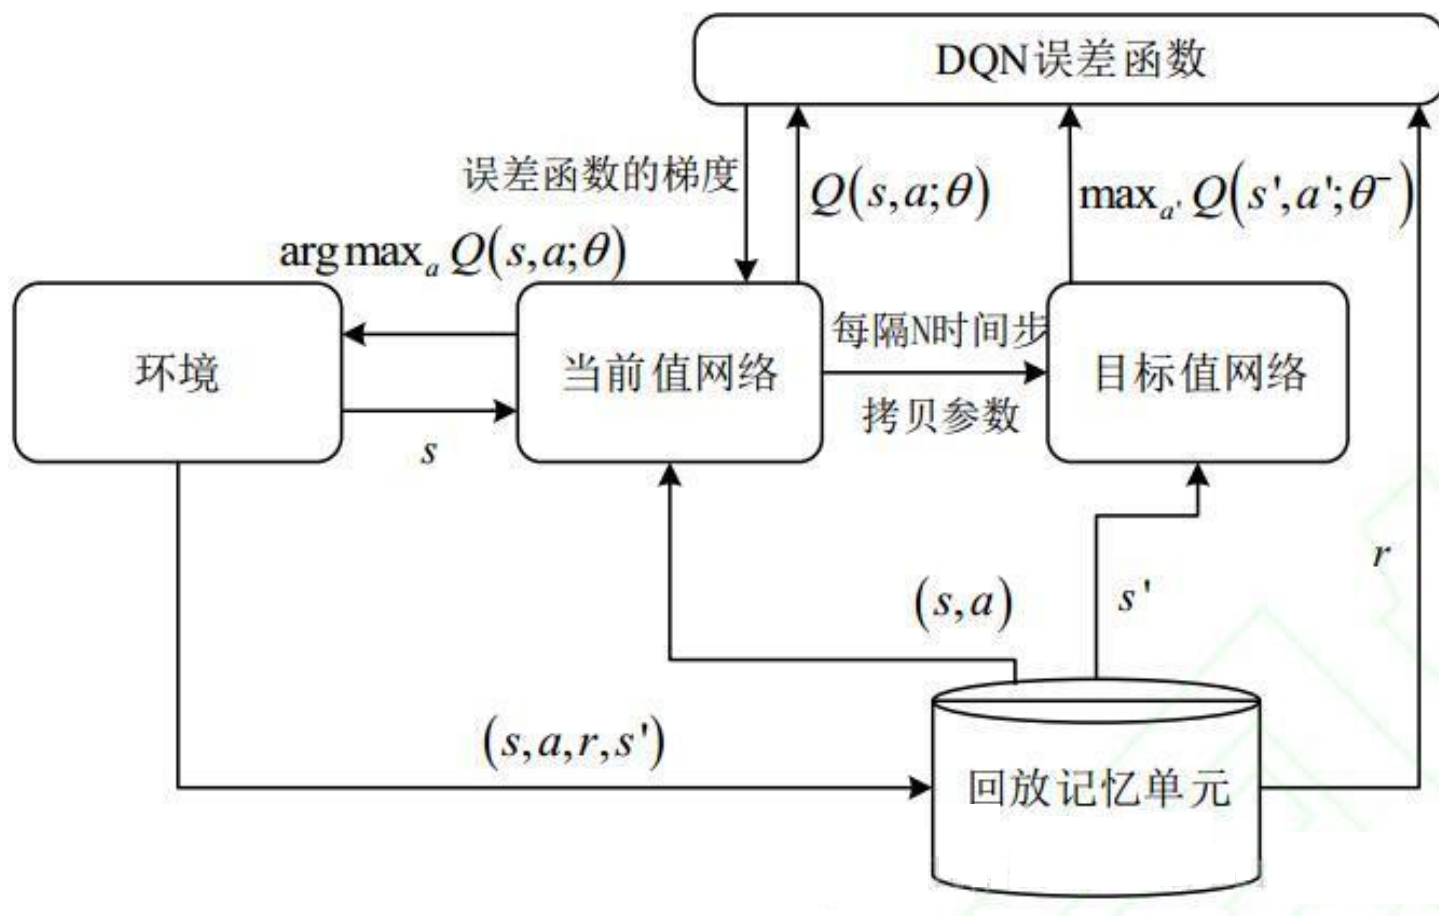 DQN误差函数
误差函数的梯度
Q(s,a;θ)
max_{a'} Q(s',a';θ⁻)
arg max_a Q(s,a;θ)
环境
当前值网络
每隔N时间步
拷贝参数
目标值网络
s
(s,a)
s'
r
(s,a,r,s')
回放记忆单元